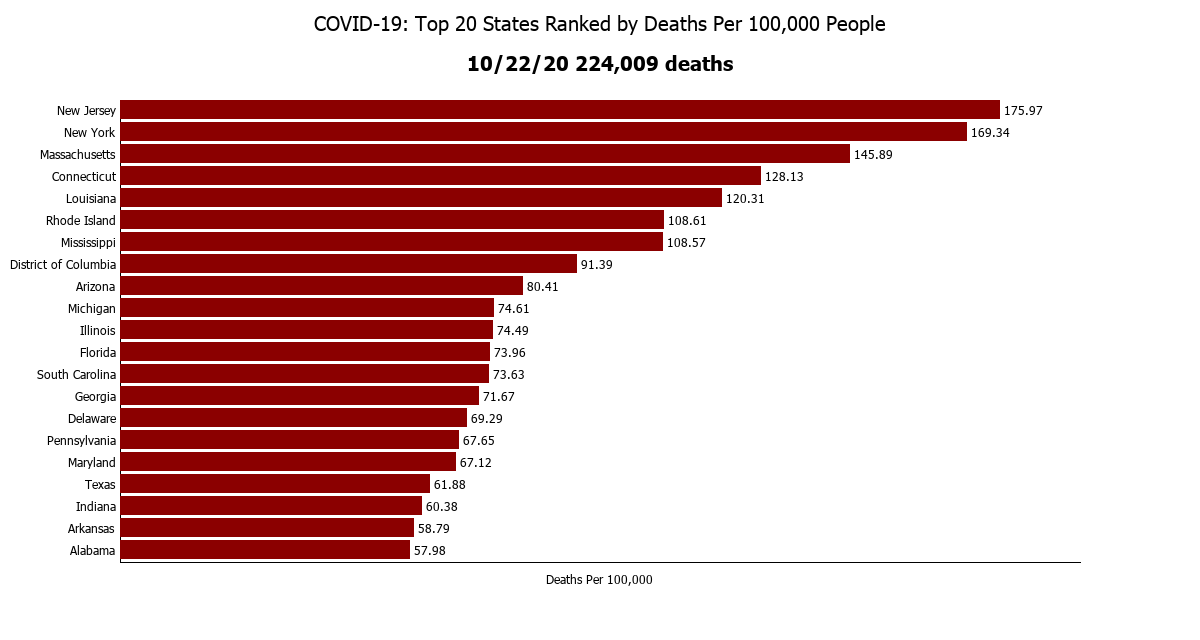 COVID-19: Top 20 States Ranked by Deaths Per 100,000 People
10/22/20 224,009 deaths
New Jersey 175.97
New York 169.34
Massachusetts 145.89
Connecticut 128.13
Louisiana 120.31
Rhode Island 108.61
Mississippi 108.57
District of Columbia 91.39
Arizona 80.41
Michigan 74.61
Illinois 74.49
Florida 73.96
South Carolina 73.63
Georgia 71.67
Delaware 69.29
Pennsylvania 67.65
Maryland 67.12
Texas 61.88
Indiana 60.38
Arkansas 58.79
Alabama 57.98
Deaths Per 100,000